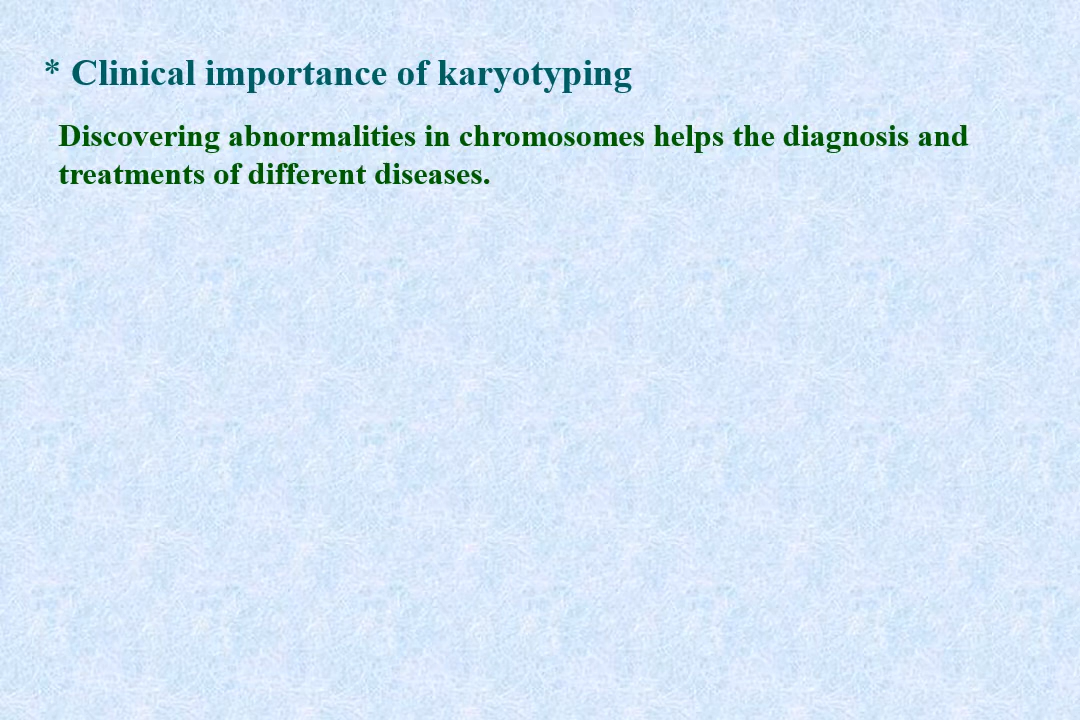 * Clinical importance of karyotyping
Discovering abnormalities in chromosomes helps the diagnosis and
treatments of different diseases.